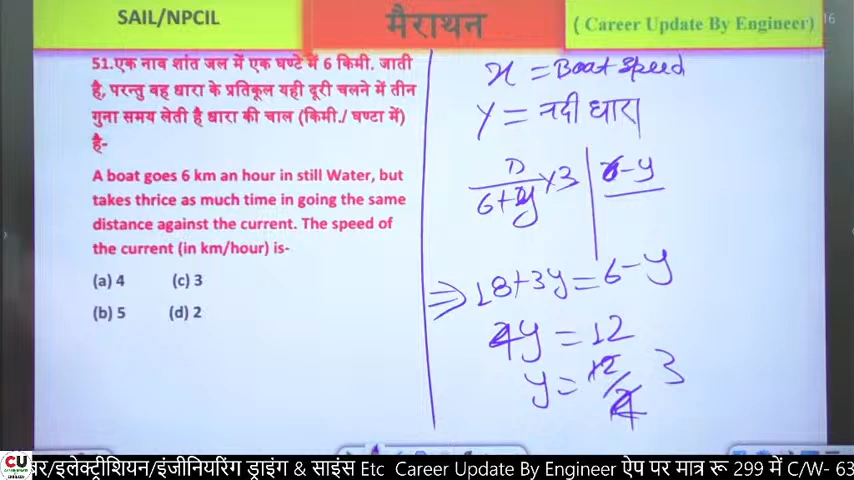 SAIL/NPCIL
मैराथन
( Career Update By Engineer )
16
51.एक नाव शांत जल में एक घण्टे में 6 किमी. जाती
है, परन्तु वह धारा के प्रतिकूल यही दूरी चलने में तीन
गुना समय लेती है धारा की चाल (किमी./ घण्टा में)
है-
A boat goes 6 km an hour in still Water, but
takes thrice as much time in going the same
distance against the current. The speed of
the current (in km/hour) is-
(a) 4 (c) 3
(b) 5 (d) 2
x = Boat Speed
y = नदी धारा
D
6+y ×3
6-y
⇒ 18+3y = 6-y
4y = 12
y = 12/4 3
CU
बर/इलेक्ट्रीशियन/इंजीनियरिंग ड्राइंग & साइंस Etc Career Update By Engineer ऐप पर मात्र रू 299 में C/W- 63